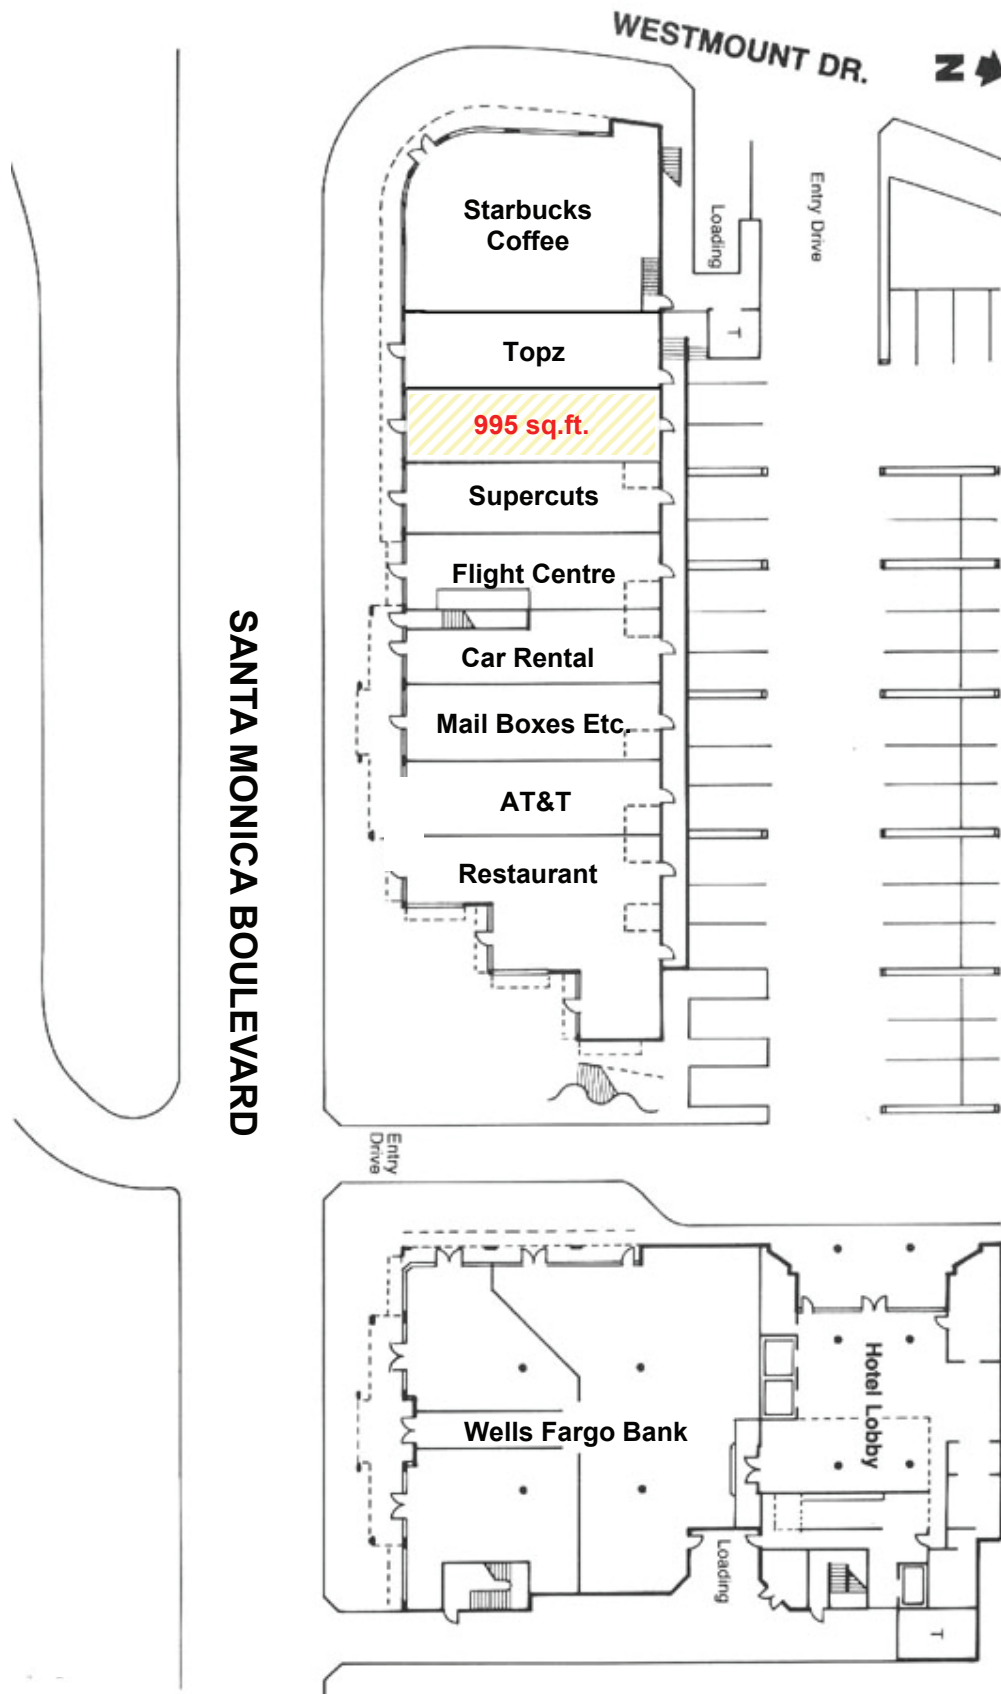 WESTMOUNT DR.
N
Entry Drive
Loading
Starbucks
Coffee
T
Topz
995 sq.ft.
Supercuts
Flight Centre
Car Rental
Mail Boxes Etc.
AT&T
Restaurant
SANTA MONICA BOULEVARD
Entry
Drive
Hotel Lobby
Wells Fargo Bank
Loading
T